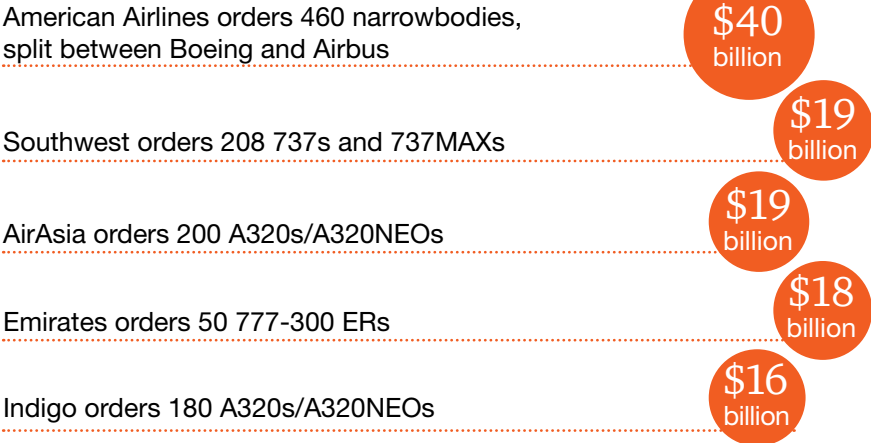 American Airlines orders 460 narrowbodies,
split between Boeing and Airbus
$40
billion
Southwest orders 208 737s and 737MAXs
$19
billion
AirAsia orders 200 A320s/A320NEOs
$19
billion
Emirates orders 50 777-300 ERs
$18
billion
Indigo orders 180 A320s/A320NEOs
$16
billion